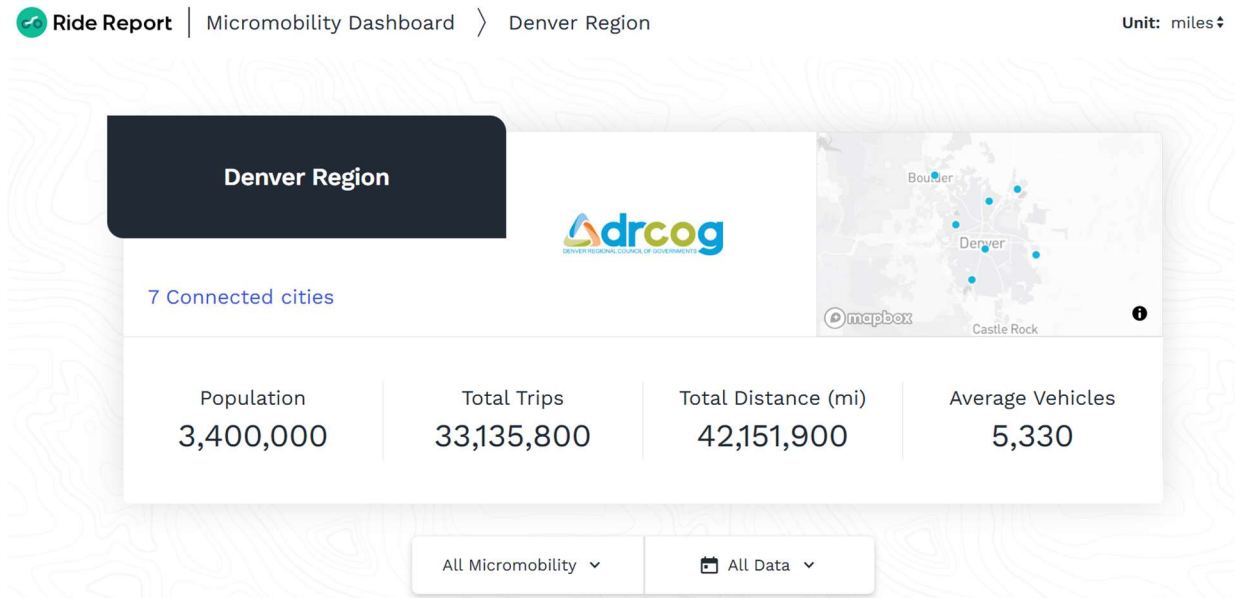 Ride Report | Micromobility Dashboard 〉 Denver Region
Unit: miles
Denver Region
drcog
DENVER REGIONAL COUNCIL OF GOVERNMENTS
7 Connected cities
Boulder
Denver
Castle Rock
mapbox
Population
3,400,000
Total Trips
33,135,800
Total Distance (mi)
42,151,900
Average Vehicles
5,330
All Micromobility
All Data